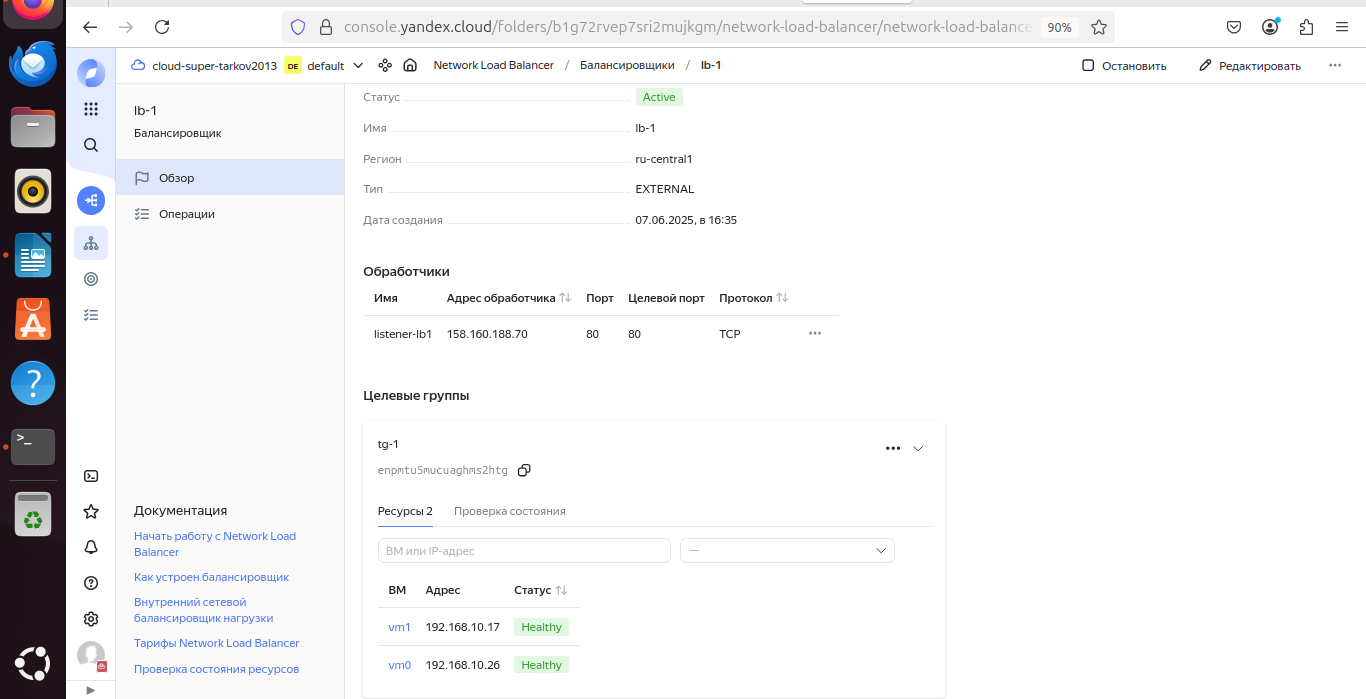 console.yandex.cloud/folders/b1g72rvep7sri2mujkgm/network-load-balancer/network-load-balance
90%
cloud-super-tarkov2013 DE default Network Load Balancer / Балансировщики / lb-1 Остановить Редактировать
lb-1
Балансировщик
Обзор
Операции
Документация
Начать работу с Network Load
Balancer
Как устроен балансировщик
Внутренний сетевой
балансировщик нагрузки
Тарифы Network Load Balancer
Проверка состояния ресурсов
Статус Active
Имя lb-1
Регион ru-central1
Тип EXTERNAL
Дата создания 07.06.2025, в 16:35
Обработчики
Имя Адрес обработчика Порт Целевой порт Протокол
listener-lb1 158.160.188.70 80 80 TCP
Целевые группы
tg-1
enpmtu5mucuaghms2htg
Ресурсы 2 Проверка состояния
ВМ или IP-адрес —
ВМ Адрес Статус
vm1 192.168.10.17 Healthy
vm0 192.168.10.26 Healthy